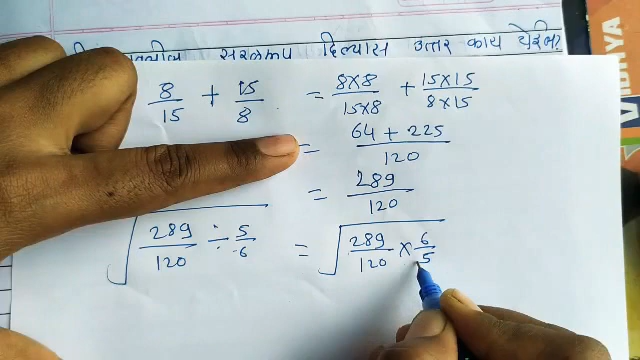 सरळरूप दिल्यास उत्तर काय येईल?
8/15 + 15/8 = 8×8/15×8 + 15×15/8×15
= 64 + 225/120
= 289/120
√289/120 ÷ 5/6 = √289/120 × 6/5
VIDHYA